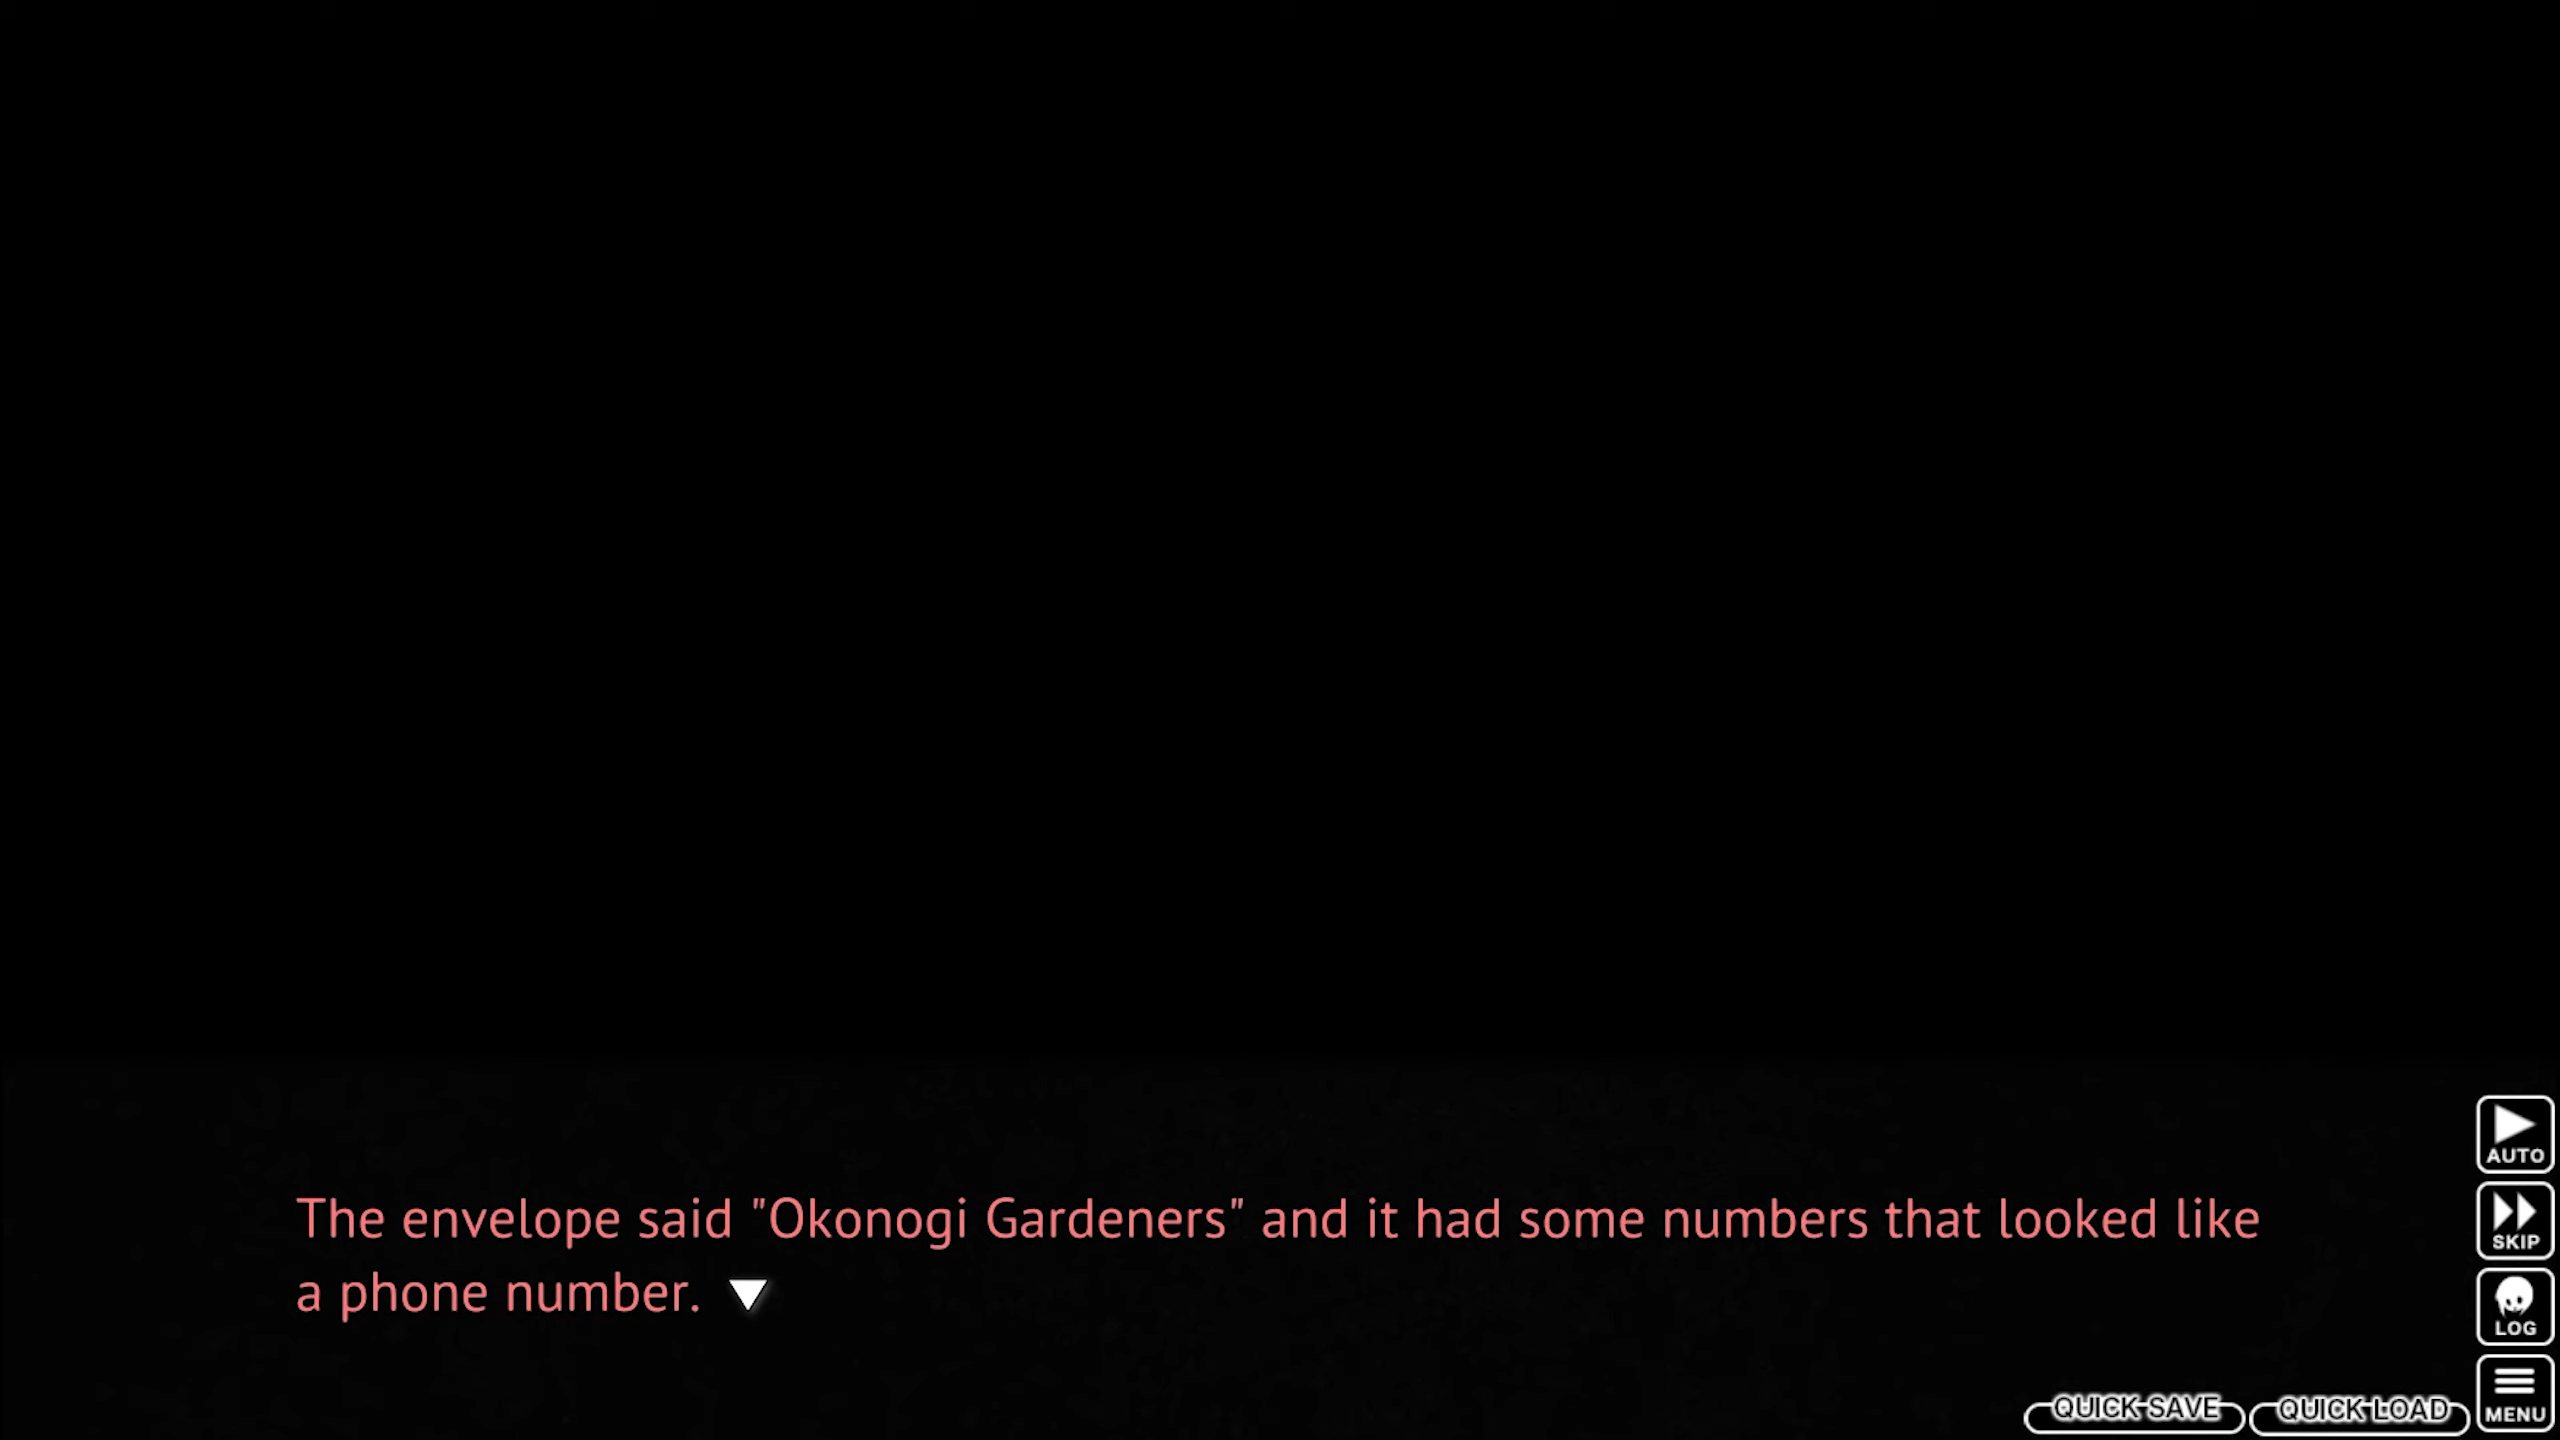 The envelope said "Okonogi Gardeners" and it had some numbers that looked like
a phone number.
AUTO
SKIP
LOG
QUICK SAVE QUICK LOAD MENU